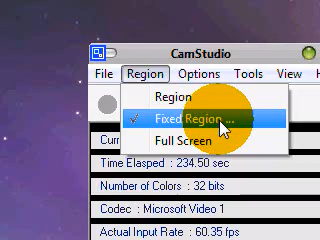 CamStudio
File Region Options Tools View
Region
Fixed Region ...
Full Screen
Time Elasped : 234.50 sec
Number of Colors : 32 bits
Codec : Microsoft Video 1
Actual Input Rate : 60.35 fps